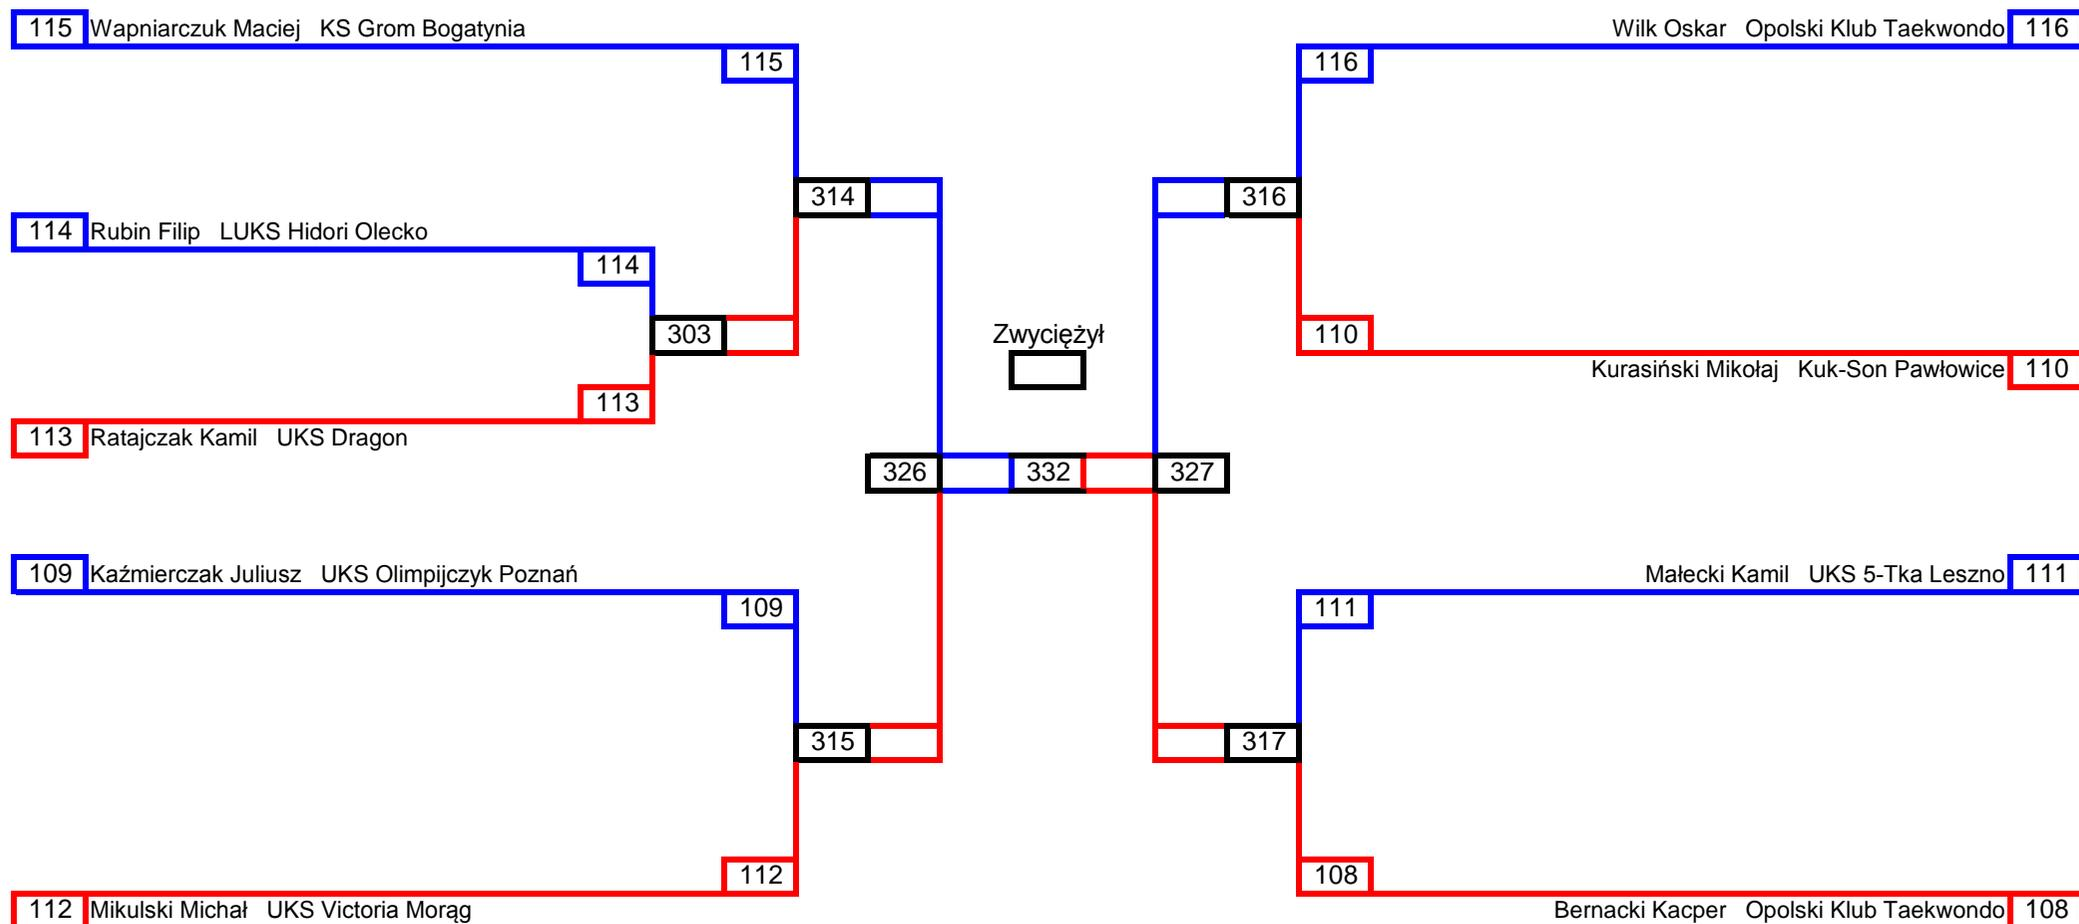 115 Wapniarczuk Maciej KS Grom Bogatynia
Wilk Oskar Opolski Klub Taekwondo 116
115
116
314
316
114 Rubin Filip LUKS Hidori Olecko
114
303
Zwyciężył
110
Kurasiński Mikołaj Kuk-Son Pawłowice 110
113
113 Ratajczak Kamil UKS Dragon
326
332
327
109 Kaźmierczak Juliusz UKS Olimpijczyk Poznań
Małecki Kamil UKS 5-Tka Leszno 111
109
111
315
317
112
108
112 Mikulski Michał UKS Victoria Morąg
Bernacki Kacper Opolski Klub Taekwondo 108